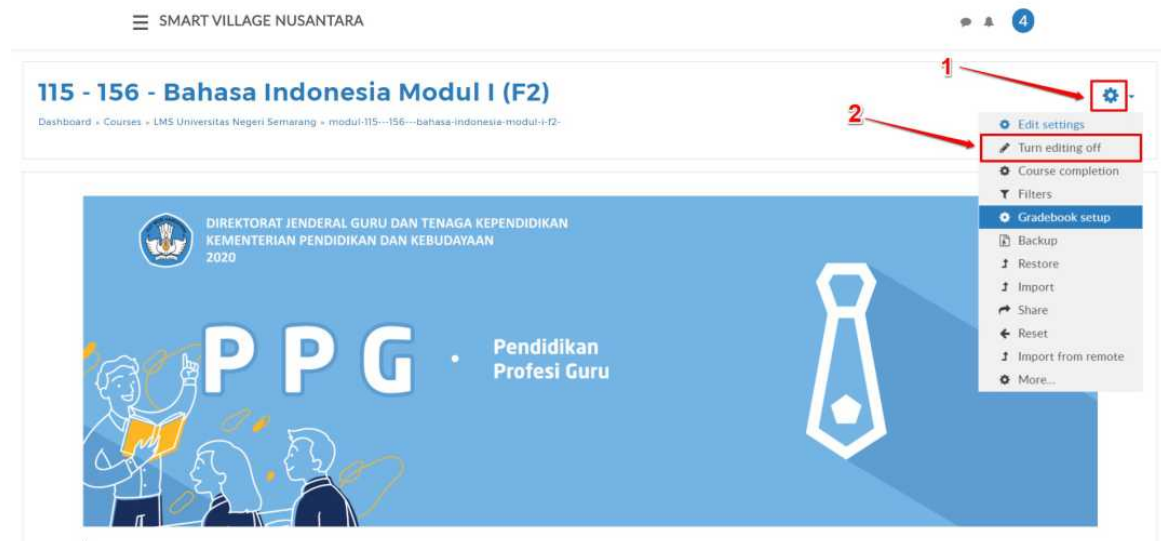 SMART VILLAGE NUSANTARA
4
1
115 - 156 - Bahasa Indonesia Modul I (F2)
Dashboard » Courses » LMS Universitas Negeri Semarang » modul-115---156---bahasa-indonesia-modul-i-f2-
2
Edit settings
Turn editing off
Course completion
Filters
Gradebook setup
Backup
Restore
Import
Share
Reset
Import from remote
More...
DIREKTORAT JENDERAL GURU DAN TENAGA KEPENDIDIKAN
KEMENTERIAN PENDIDIKAN DAN KEBUDAYAAN
2020
PPG · Pendidikan
Profesi Guru